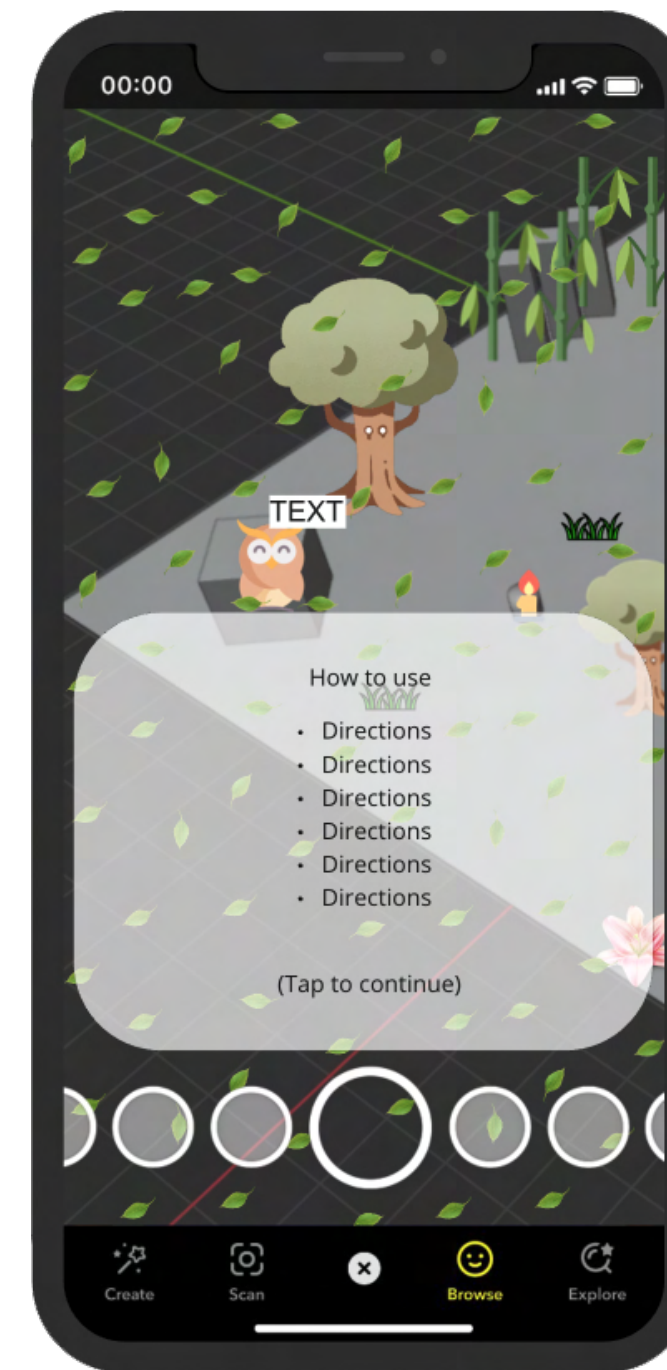 00:00
TEXT
How to use
• Directions
• Directions
• Directions
• Directions
• Directions
• Directions
(Tap to continue)
Create
Scan
Browse
Explore